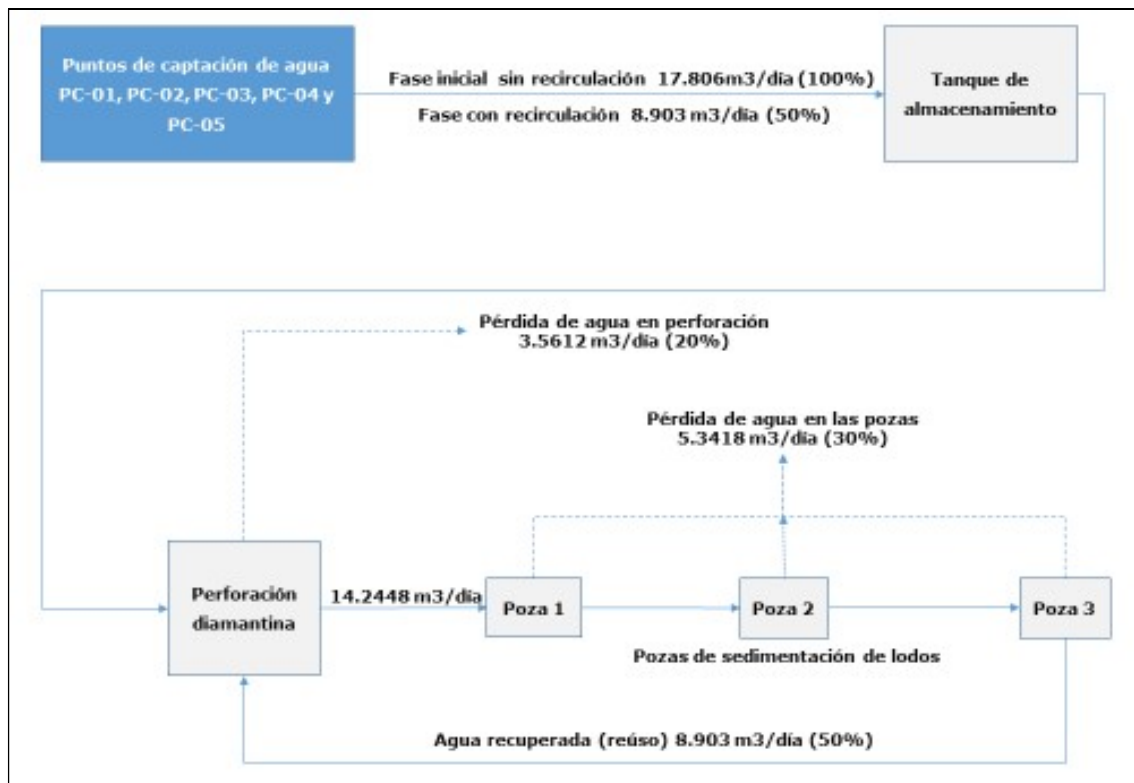 Puntos de captación de agua
PC-01, PC-02, PC-03, PC-04 y
PC-05
Fase inicial sin recirculación 17.806m3/día (100%)
Fase con recirculación 8.903 m3/día (50%)
Tanque de
almacenamiento
Pérdida de agua en perforación
3.5612 m3/día (20%)
Pérdida de agua en las pozas
5.3418 m3/día (30%)
Perforación
diamantina
14.2448 m3/día
Poza 1
Poza 2
Poza 3
Pozas de sedimentación de lodos
Agua recuperada (reúso) 8.903 m3/día (50%)